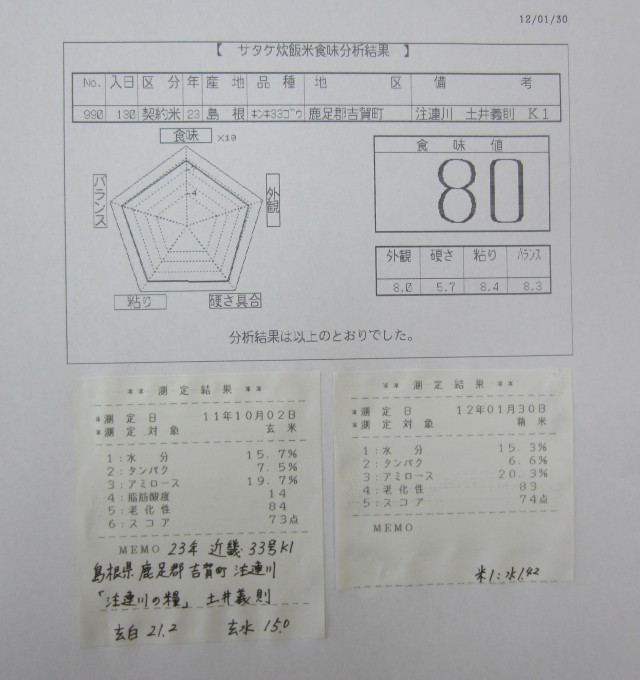 12/01/30
【 サタケ炊飯米食味分析結果 】
No. 入日 区分 年 産地 品種 地区 備考
990 130 契約米 23 島根 ｷﾝｷ33ｺﾞｳ 鹿足郡吉賀町 注連川 土井義則 K1
食味 ×10
バランス
外観
4
粘り
硬さ具合
食味値
80
外観 硬さ 粘り ﾊﾞﾗﾝｽ
8.0 5.7 8.4 8.3
分析結果は以上のとおりでした。
** 測定結果 **
*測定日 11年10月02日
*測定対象 玄米
1:水分 15.7%
2:タンパク 7.5%
3:アミロース 19.7%
4:脂肪酸度 14
5:老化性 84
6:スコア 73点
MEMO 23年 近畿33号K1
島根県鹿足郡吉賀町注連川
「注連川の糧」 土井義則
玄白21.2 玄水15.0
** 測定結果 **
*測定日 12年01月30日
*測定対象 精米
1:水分 15.3%
2:タンパク 6.6%
3:アミロース 20.3%
4:老化性 83
5:スコア 74点
MEMO
米1:水1.42